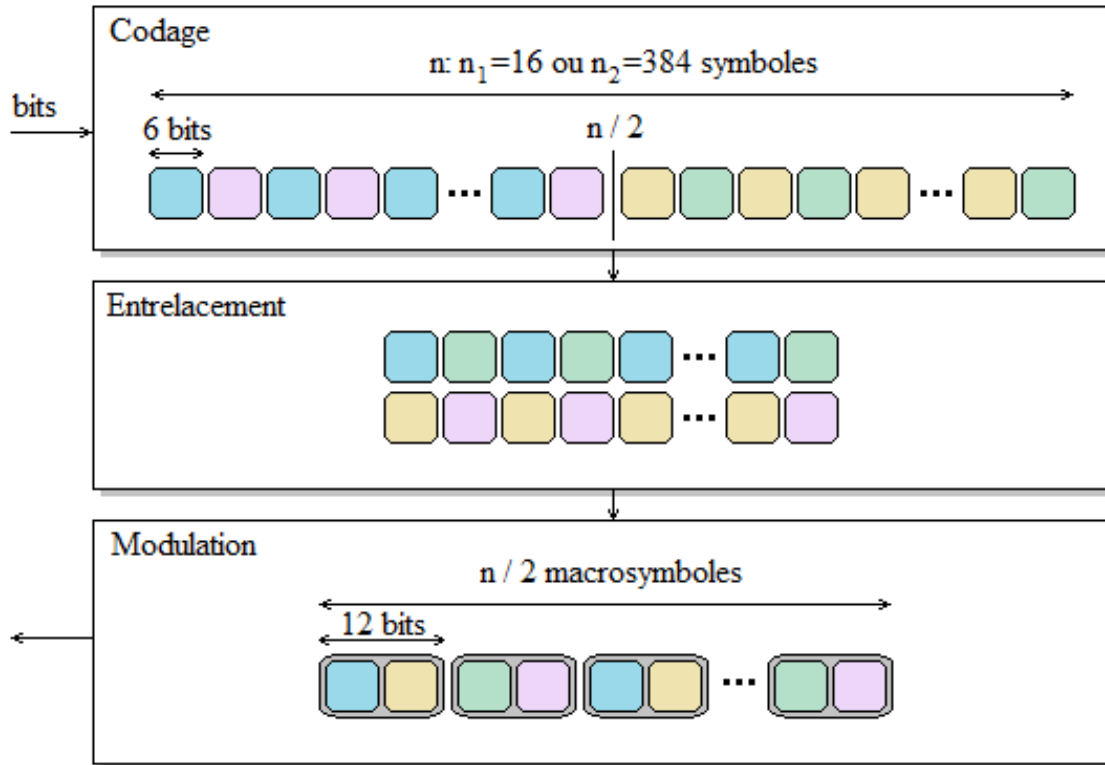 Codage
n: n₁=16 ou n₂=384 symboles
bits
6 bits
n / 2
...
...
Entrelacement
...
...
Modulation
n / 2 macrosymboles
12 bits
...